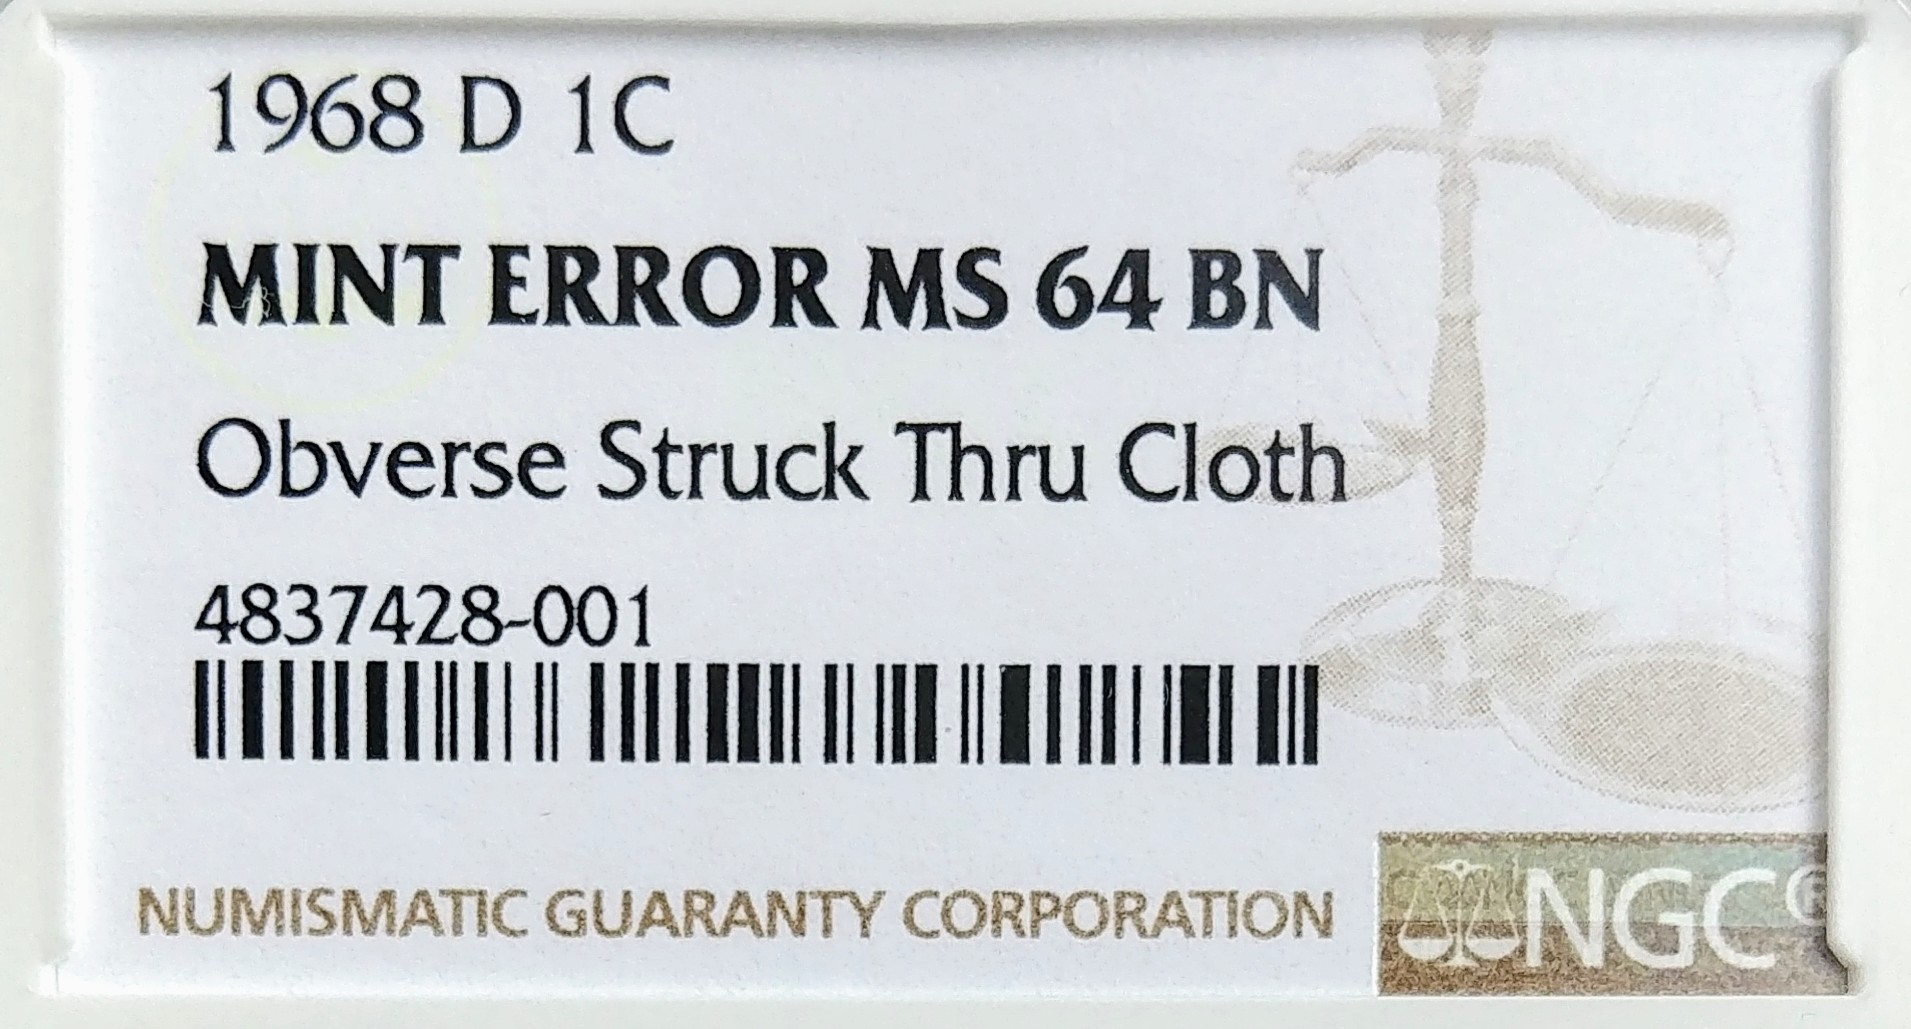 1968 D 1C
MINT ERROR MS 64 BN
Obverse Struck Thru Cloth
4837428-001
NUMISMATIC GUARANTY CORPORATION
NGC®